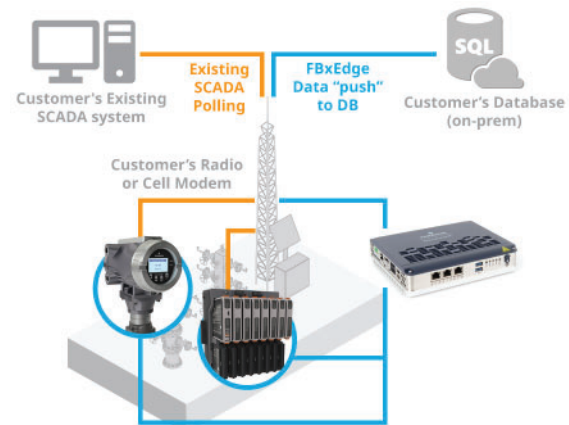 SQL
Customer's Existing
SCADA system
Existing
SCADA
Polling
FBxEdge
Data “push”
to DB
Customer's Database
(on-prem)
Customer's Radio
or Cell Modem